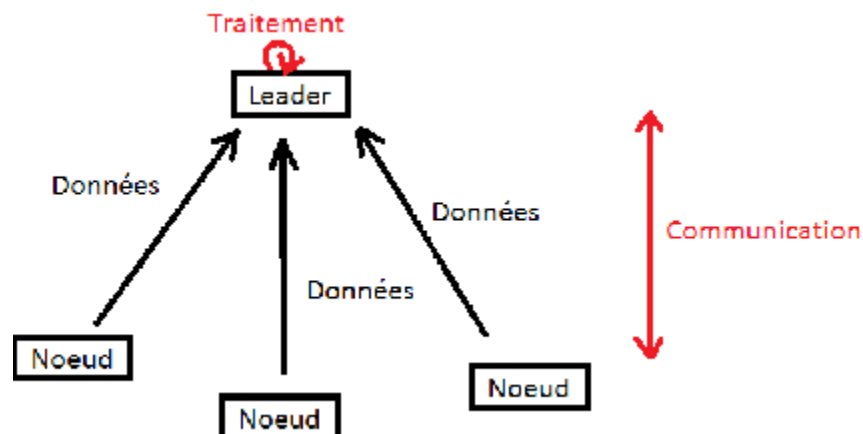 Traitement
Leader
Données
Données
Communication
Données
Noeud
Noeud
Noeud